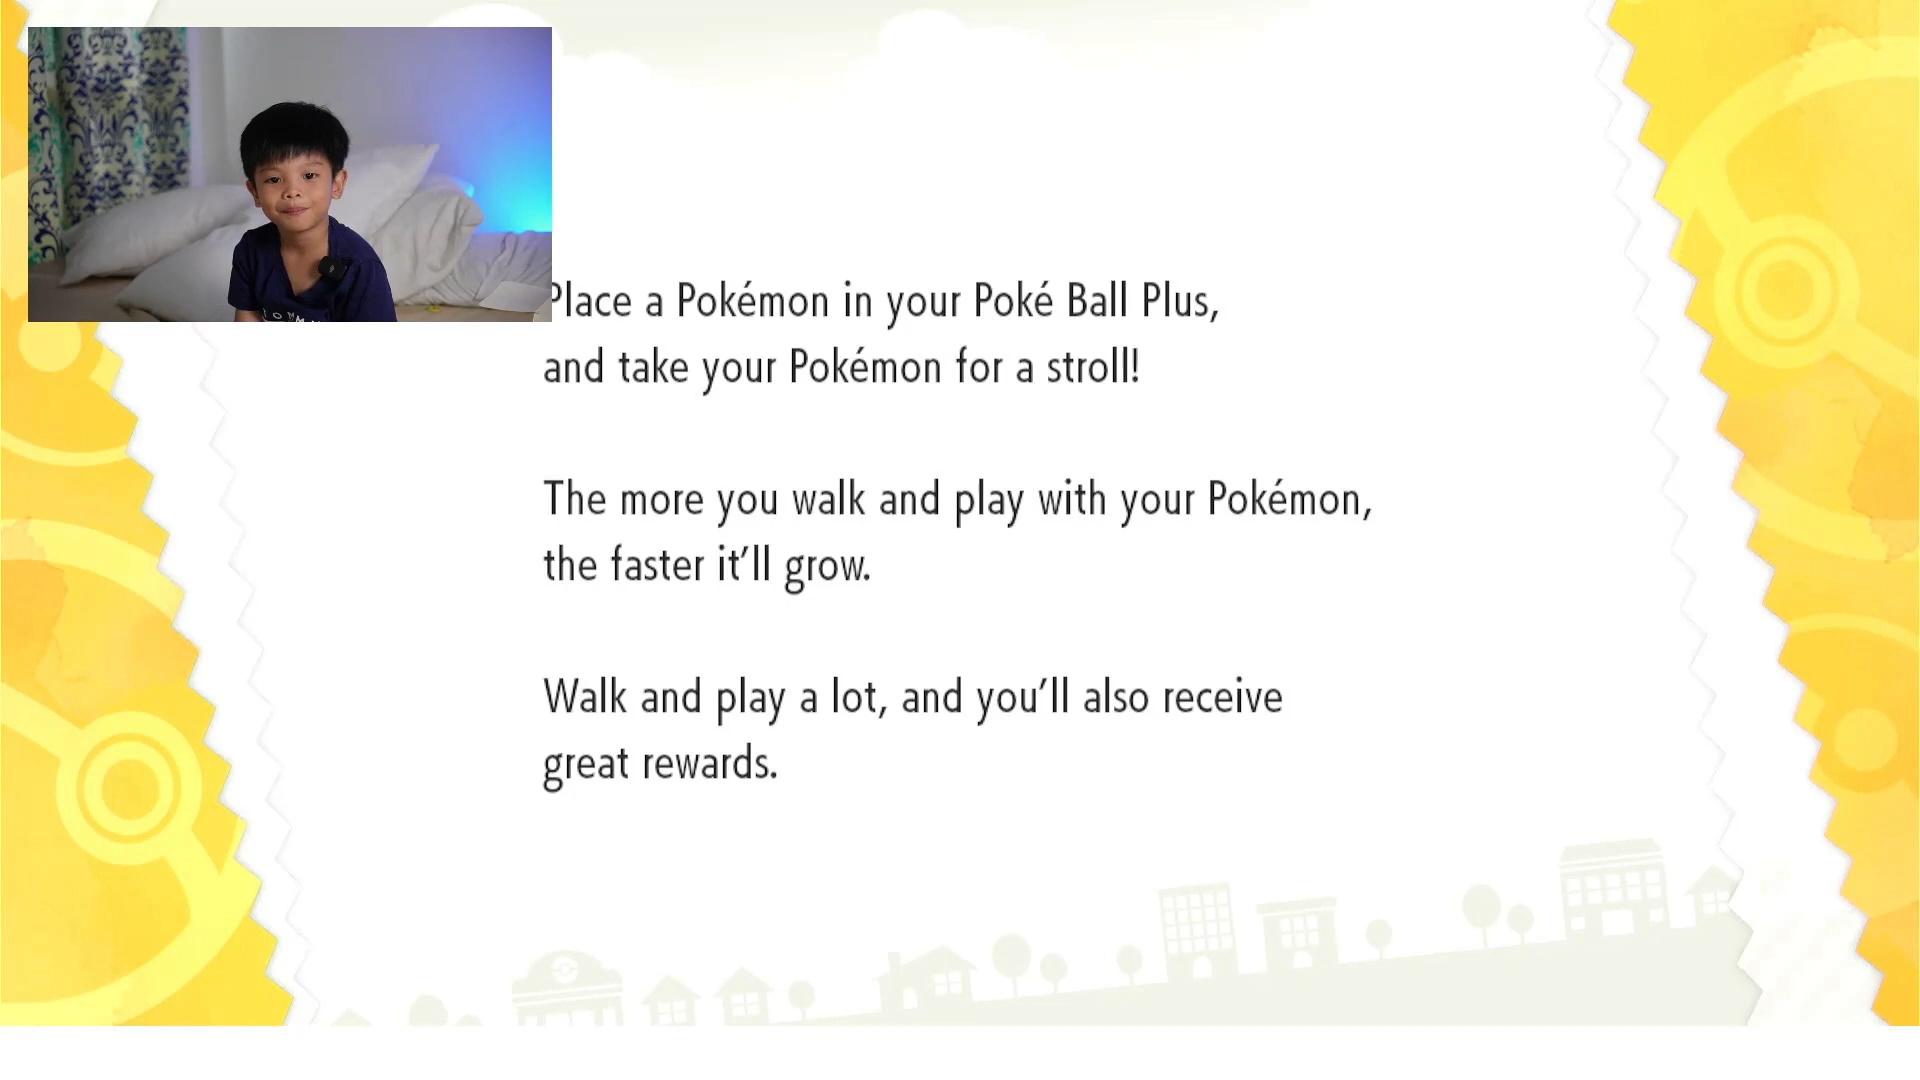 Place a Pokémon in your Poké Ball Plus,
and take your Pokémon for a stroll!
The more you walk and play with your Pokémon,
the faster it’ll grow.
Walk and play a lot, and you’ll also receive
great rewards.